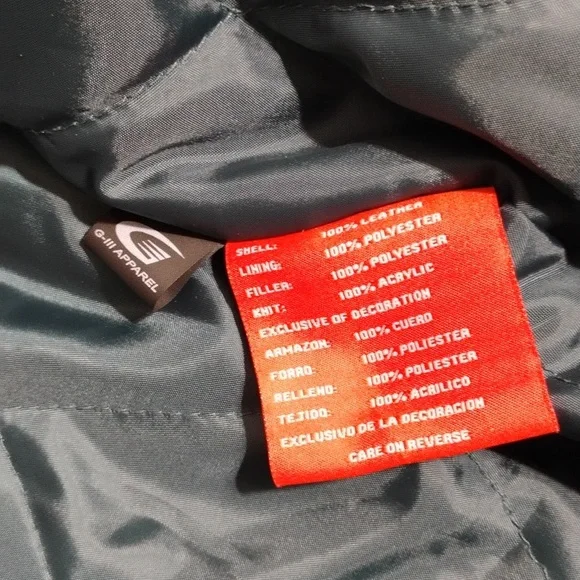 G-III APPAREL
SHELL: 100% LEATHER
LINING: 100% POLYESTER
FILLER: 100% POLYESTER
KNIT: 100% ACRYLIC
EXCLUSIVE OF DECORATION
ARMAZOR: 100% CUERO
FORRO: 100% POLIESTER
RELLENO: 100% POLIESTER
TEJIDO: 100% ACRILICO
EXCLUSIVO DE LA DECORACION
CARE ON REVERSE